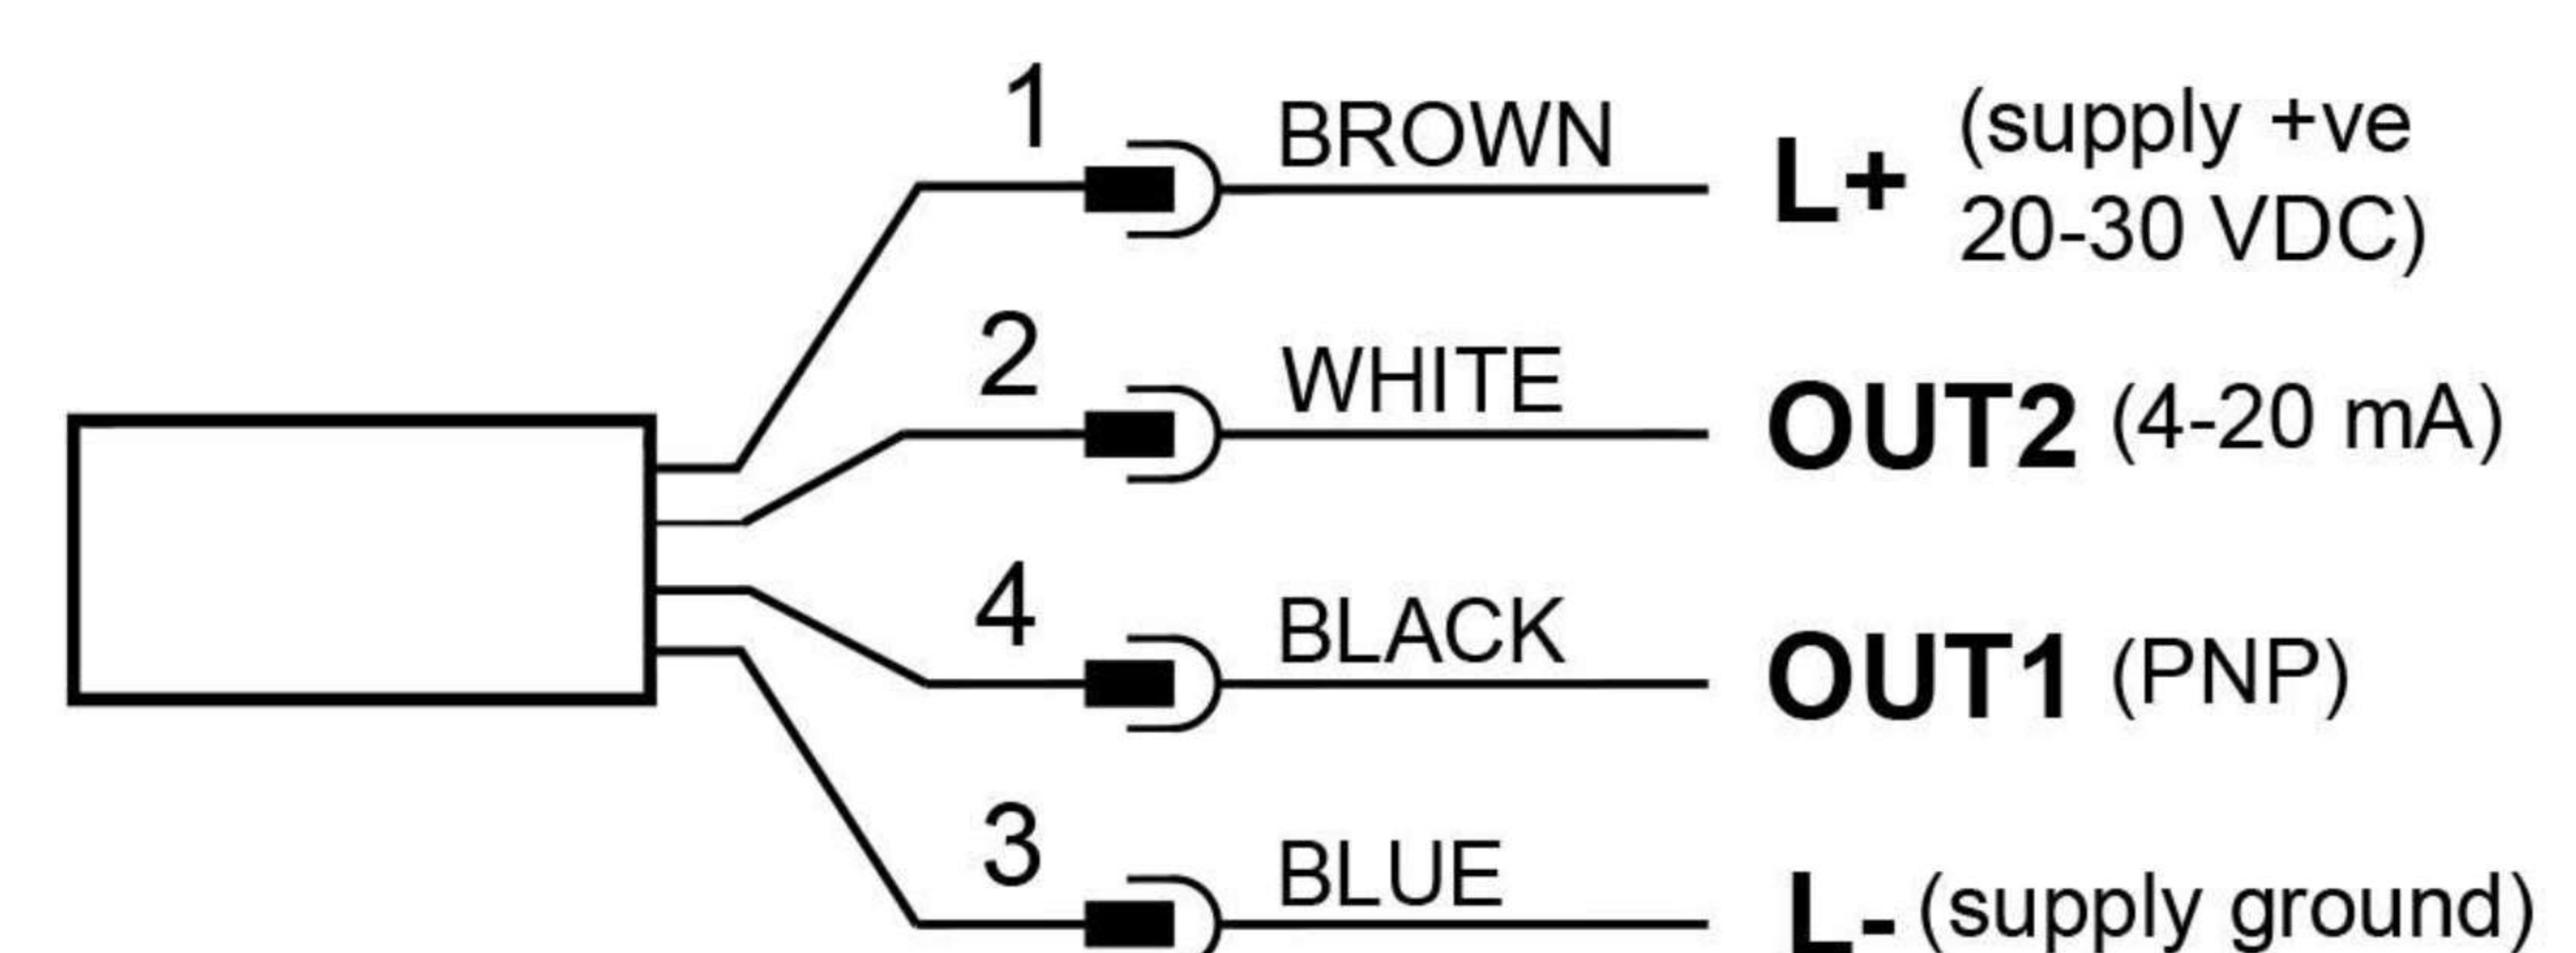 1 BROWN L+ (supply +ve
20-30 VDC)
2 WHITE OUT2 (4-20 mA)
4 BLACK OUT1 (PNP)
3 BLUE L- (supply ground)